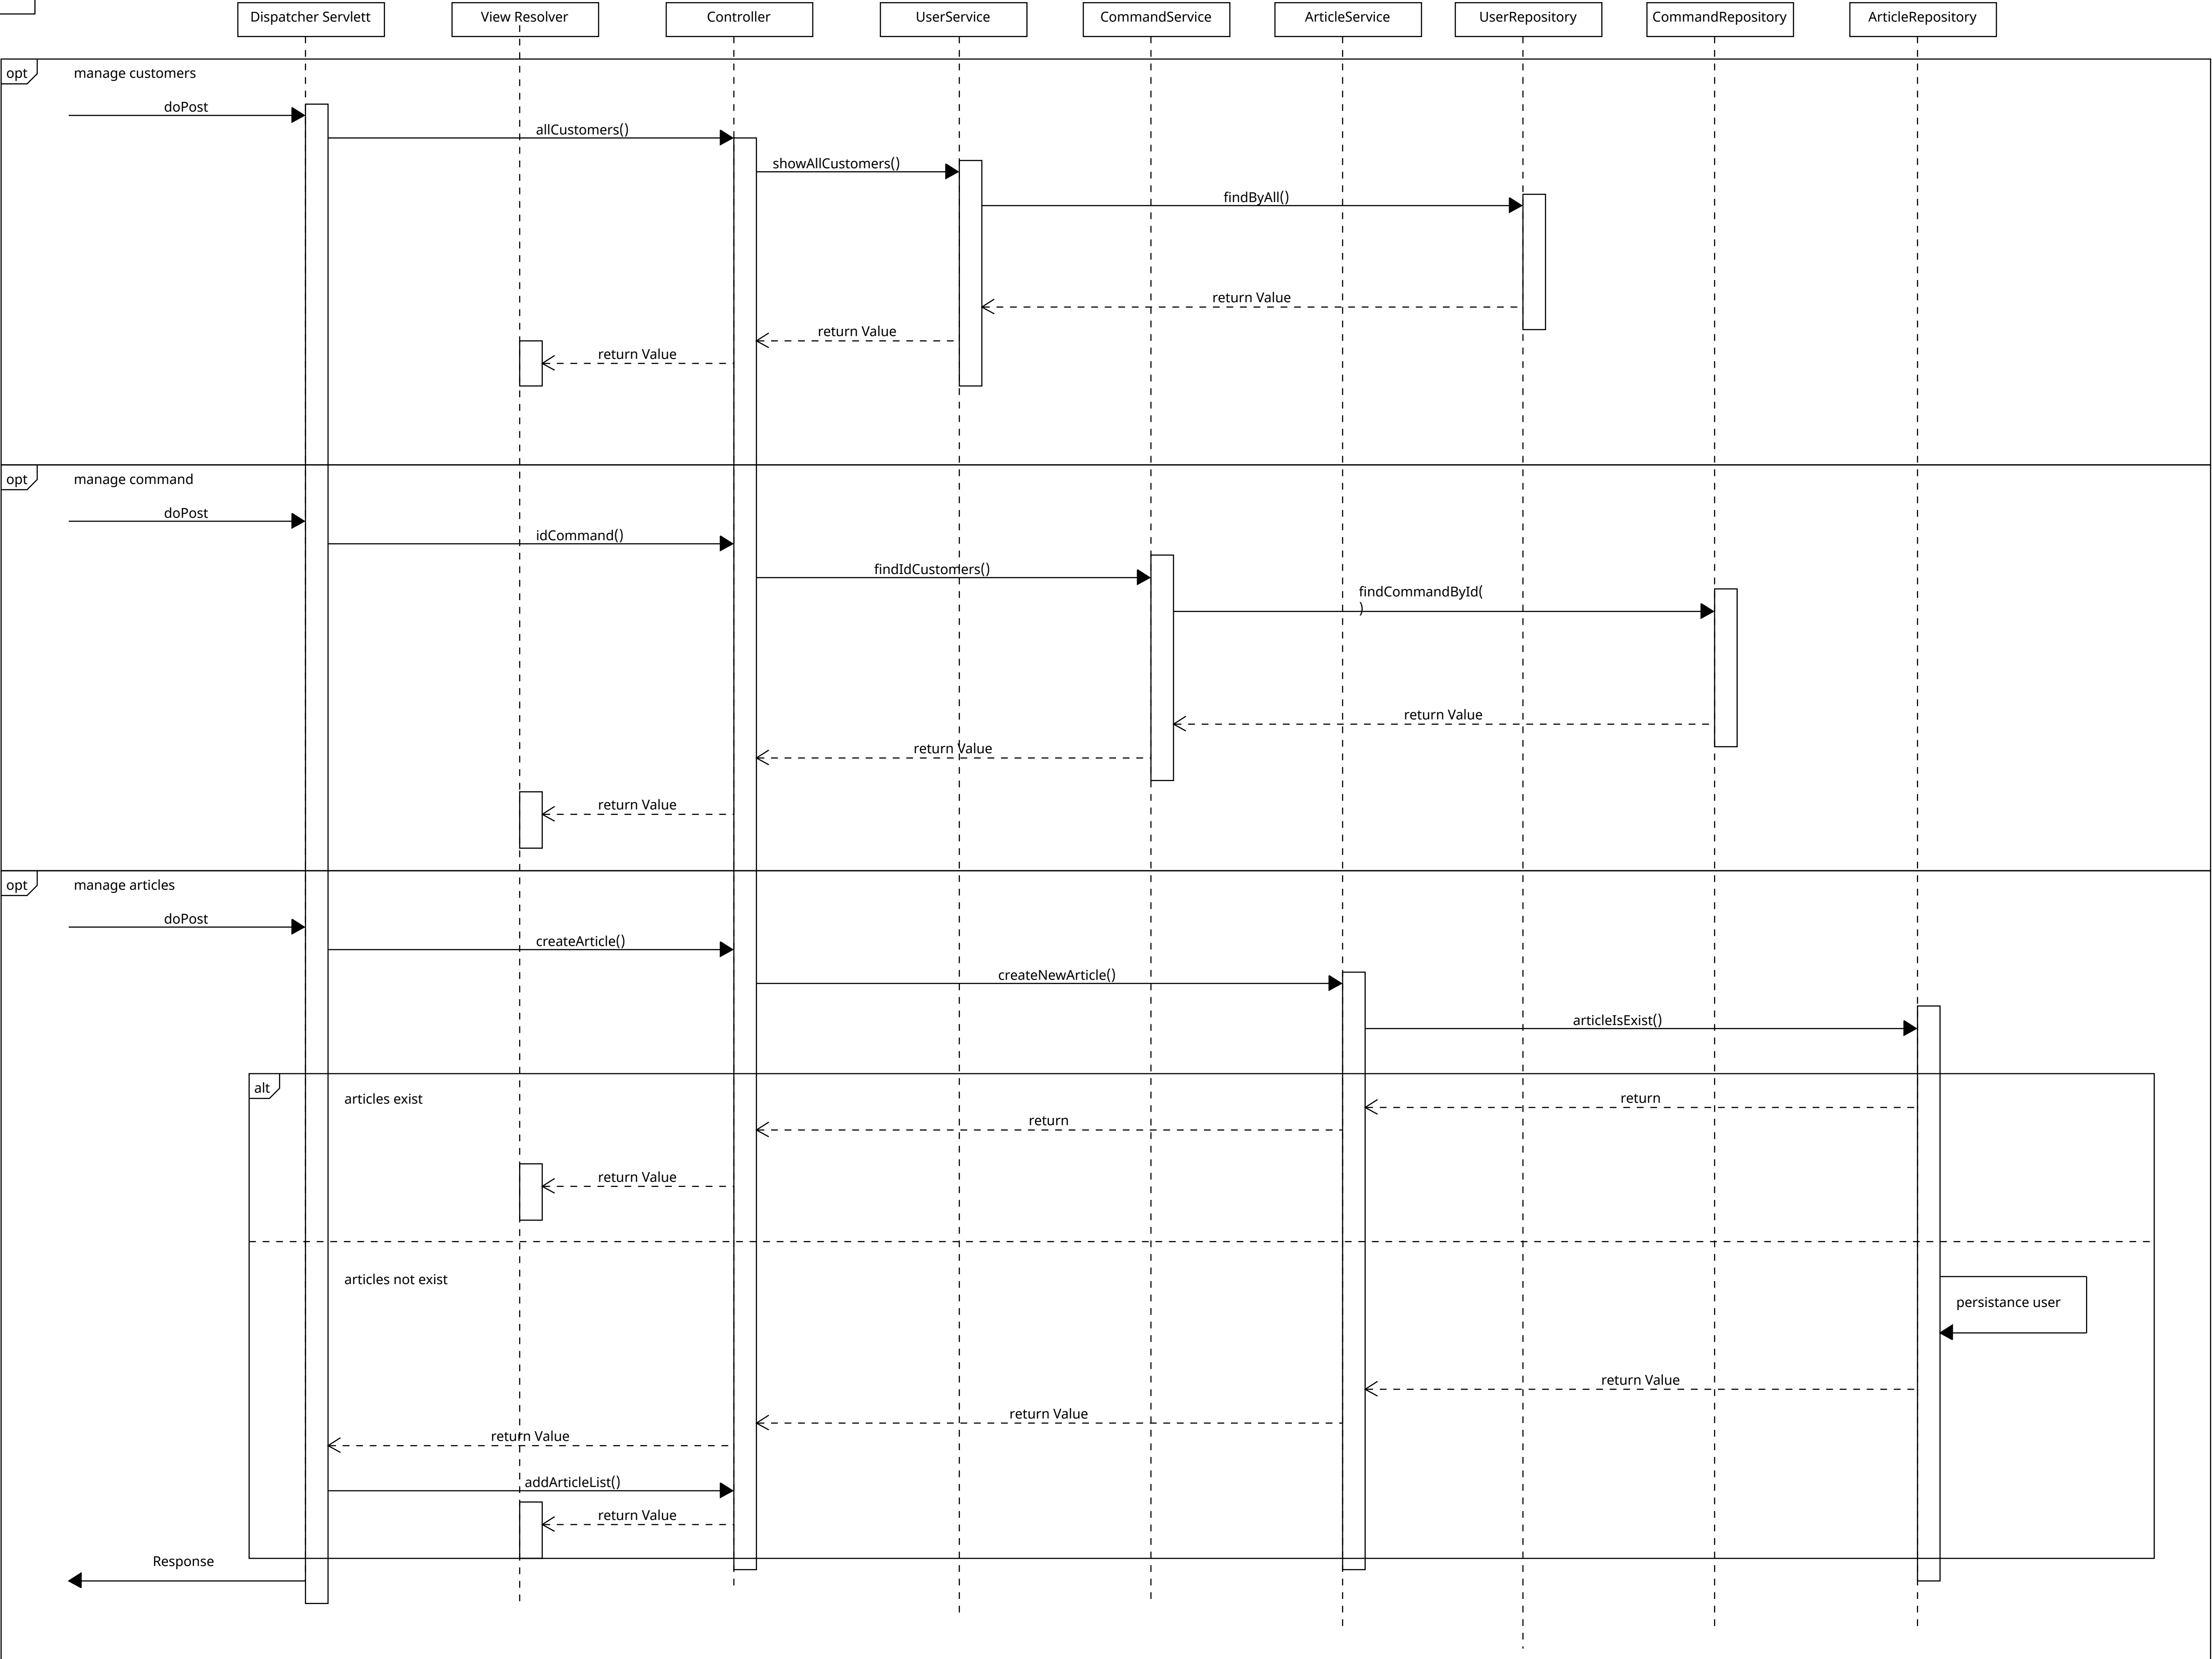 Dispatcher Servlett
View Resolver
Controller
UserService
CommandService
ArticleService
UserRepository
CommandRepository
ArticleRepository
opt
manage customers
doPost
allCustomers()
showAllCustomers()
findByAll()
return Value
return Value
return Value
opt
manage command
doPost
idCommand()
findIdCustomers()
findCommandById(
)
return Value
return Value
return Value
opt
manage articles
doPost
createArticle()
createNewArticle()
articleIsExist()
alt
articles exist
return
return
return Value
articles not exist
persistance user
return Value
return Value
return Value
addArticleList()
return Value
Response